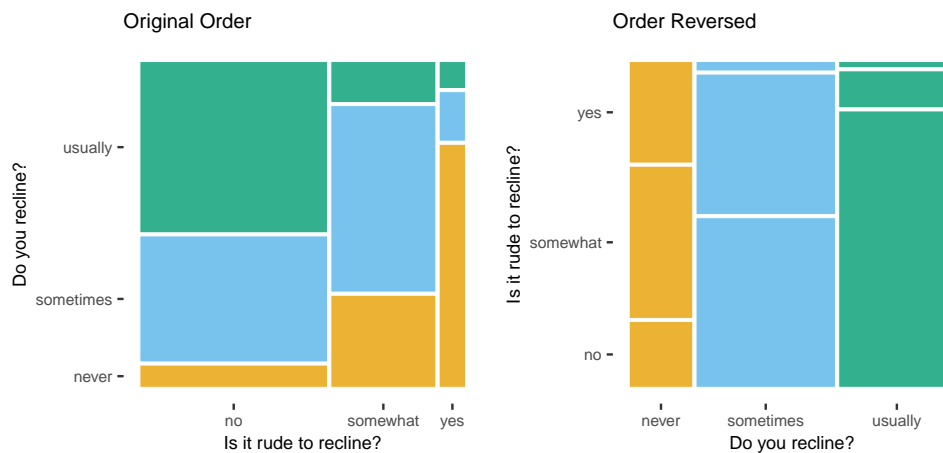 Original Order
Do you recline?
usually
sometimes
never
no somewhat yes
Is it rude to recline?
Order Reversed
Is it rude to recline?
yes
somewhat
no
never sometimes usually
Do you recline?